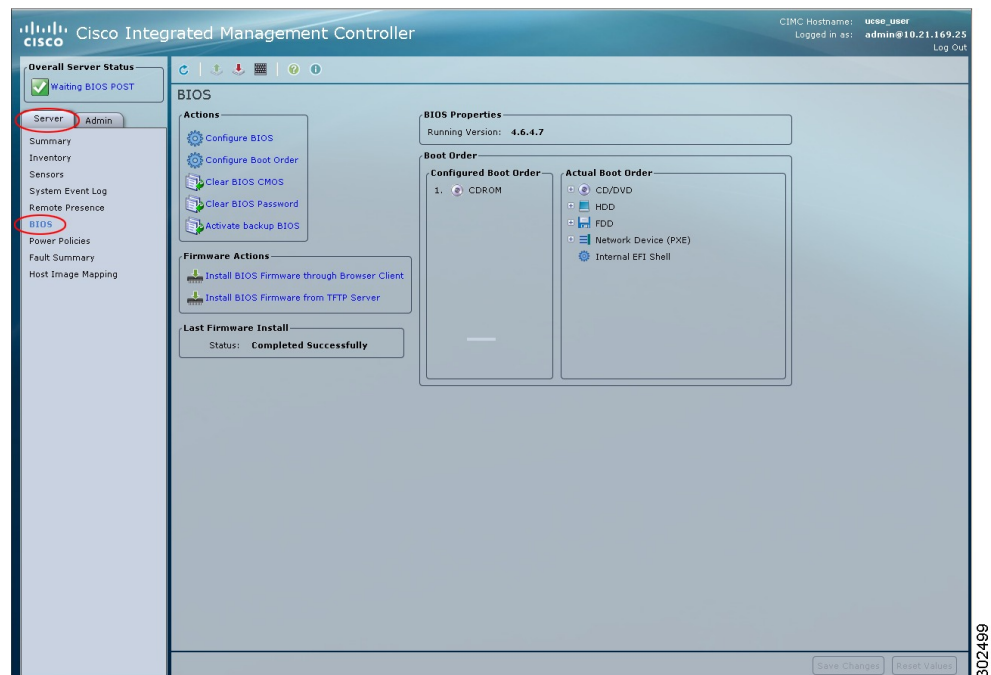 CISCO
Cisco Integrated Management Controller
CIMC Hostname: ucse_user
Logged in as: admin@10.21.169.25
Log Out
Overall Server Status
Waiting BIOS POST
Server
Admin
Summary
Inventory
Sensors
System Event Log
Remote Presence
BIOS
Power Policies
Fault Summary
Host Image Mapping
BIOS
Actions
Configure BIOS
Configure Boot Order
Clear BIOS CMOS
Clear BIOS Password
Activate backup BIOS
Firmware Actions
Install BIOS Firmware through Browser Client
Install BIOS Firmware from TFTP Server
Last Firmware Install
Status: Completed Successfully
BIOS Properties
Running Version: 4.6.4.7
Boot Order
Configured Boot Order
1. CDROM
Actual Boot Order
CD/DVD
HDD
FDD
Network Device (PXE)
Internal EFI Shell
Save Changes
Reset Values
302499